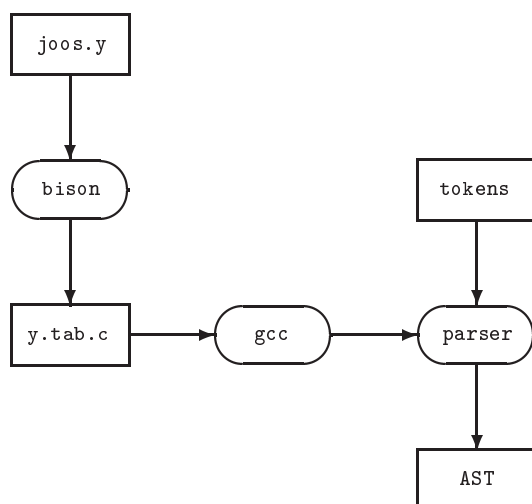 joos.y
bison
tokens
y.tab.c
gcc
parser
AST